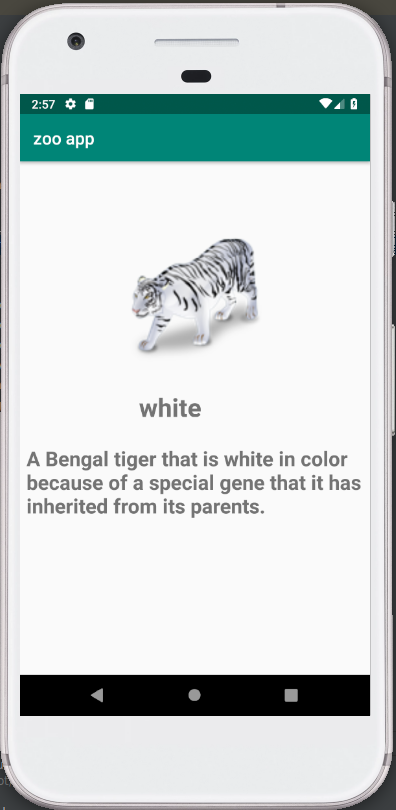 2:57
zoo app
white
A Bengal tiger that is white in color
because of a special gene that it has
inherited from its parents.